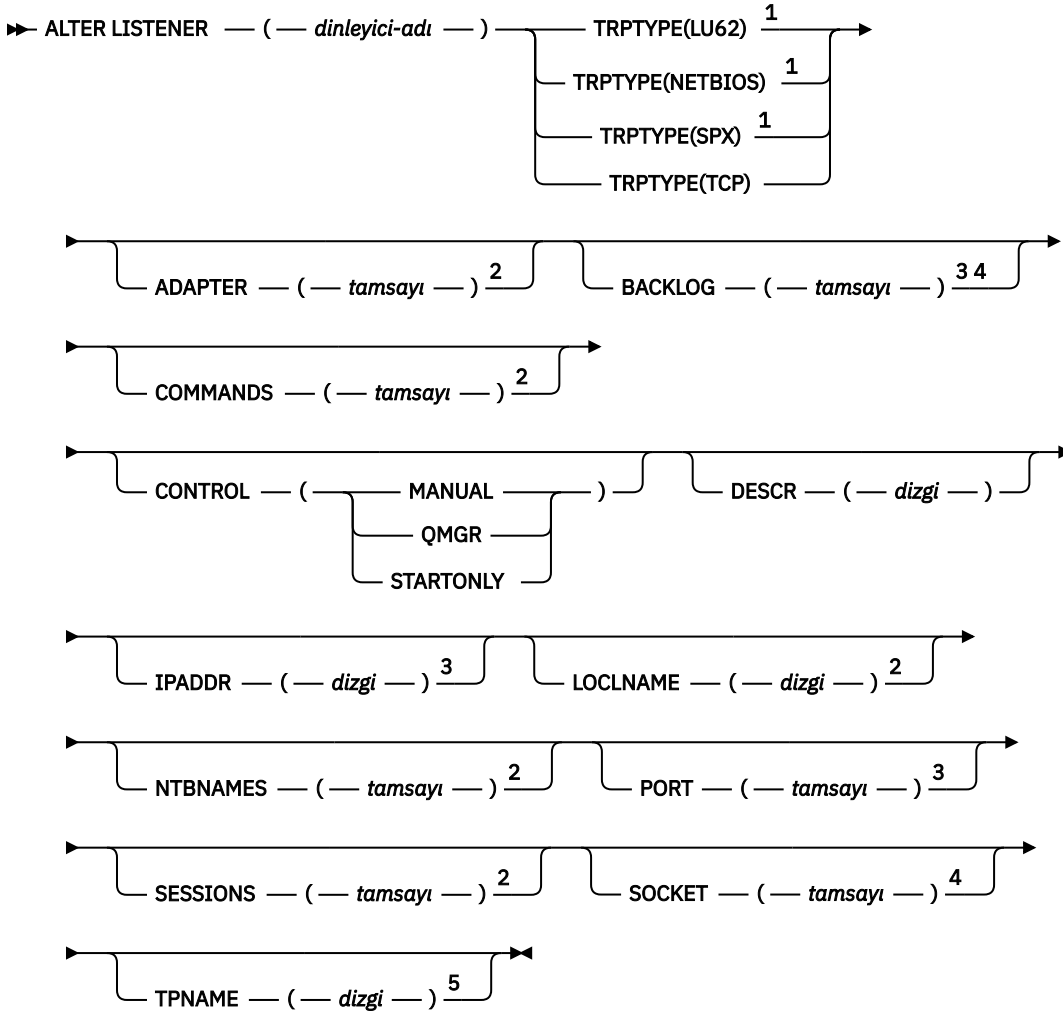 ALTER LISTENER ( dinleyici-adı ) TRPTYPE(LU62) 1
TRPTYPE(NETBIOS) 1
TRPTYPE(SPX) 1
TRPTYPE(TCP)
ADAPTER ( tamsayı ) 2 BACKLOG ( tamsayı ) 3 4
COMMANDS ( tamsayı ) 2
CONTROL ( MANUAL ) DESCR ( dizgi )
QMGR
STARTONLY
IPADDR ( dizgi ) 3 LOCLNAME ( dizgi ) 2
NTBNAMES ( tamsayı ) 2 PORT ( tamsayı ) 3
SESSIONS ( tamsayı ) 2 SOCKET ( tamsayı ) 4
TPNAME ( dizgi ) 5